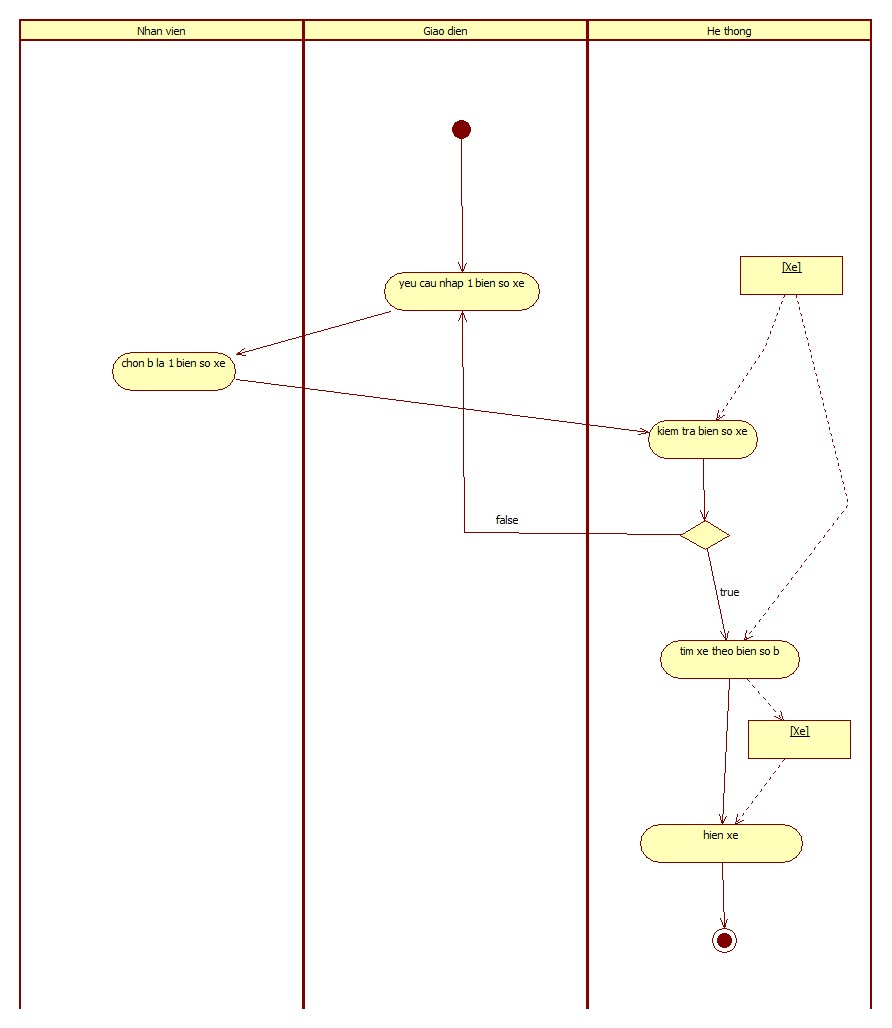 Nhan vien
Giao dien
He thong
[Xe]
yeu cau nhap 1 bien so xe
chon b la 1 bien so xe
kiem tra bien so xe
false
true
tim xe theo bien so b
[Xe]
hien xe